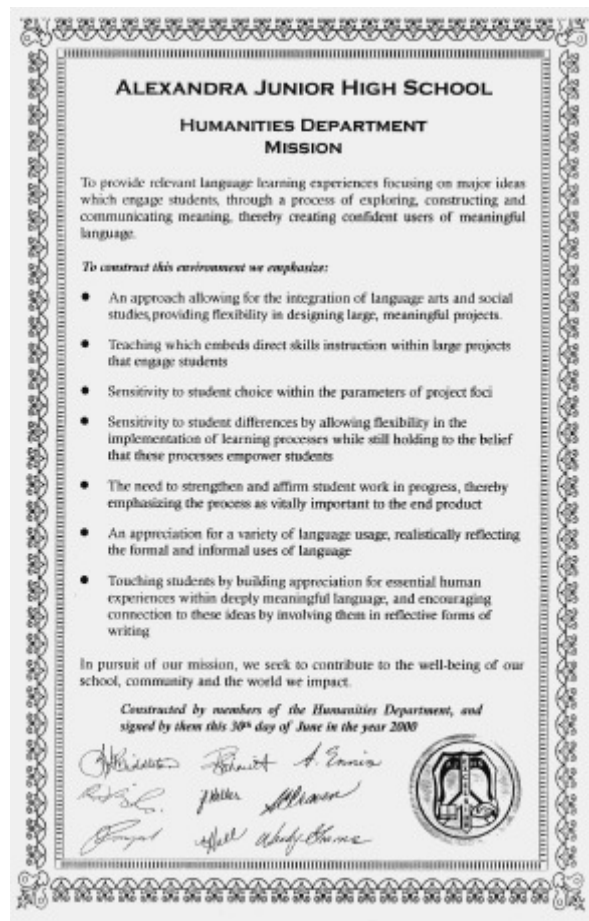 ALEXANDRA JUNIOR HIGH SCHOOL
HUMANITIES DEPARTMENT
MISSION
To provide relevant language learning experiences focusing on major ideas
which engage students, through a process of exploring, constructing and
communicating meaning, thereby creating confident users of meaningful
language.
To construct this environment we emphasize:
● An approach allowing for the integration of language arts and social
studies,providing flexibility in designing large, meaningful projects.
● Teaching which embeds direct skills instruction within large projects
that engage students
● Sensitivity to student choice within the parameters of project foci
● Sensitivity to student differences by allowing flexibility in the
implementation of learning processes while still holding to the belief
that these processes empower students
● The need to strengthen and affirm student work in progress, thereby
emphasizing the process as vitally important to the end product
● An appreciation for a variety of language usage, realistically reflecting
the formal and informal uses of language
● Touching students by building appreciation for essential human
experiences within deeply meaningful language, and encouraging
connection to these ideas by involving them in reflective forms of
writing
In pursuit of our mission, we seek to contribute to the well-being of our
school, community and the world we impact.
Constructed by members of the Humanities Department, and
signed by them this 30th day of June in the year 2000
A. Ennis